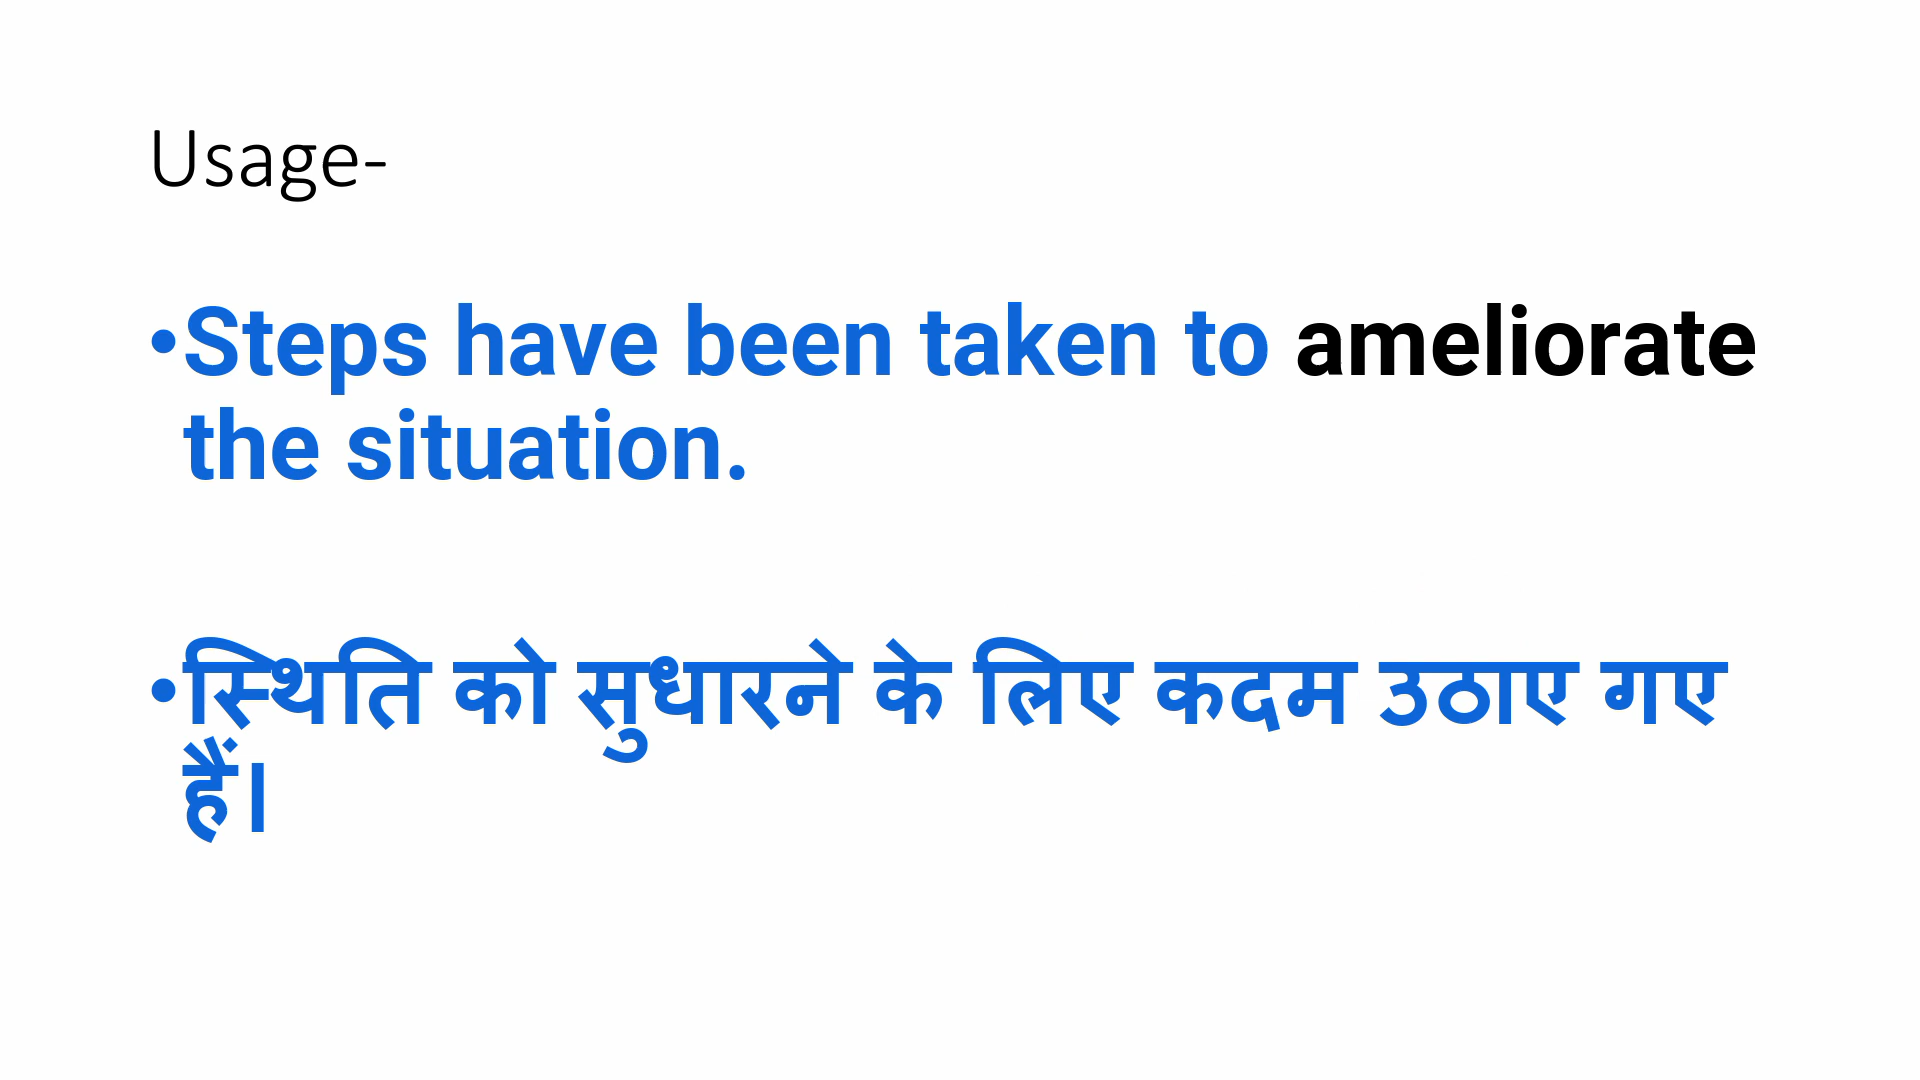 Usage-
•Steps have been taken to ameliorate
the situation.
•स्थिति को सुधारने के लिए कदम उठाए गए
हैं।